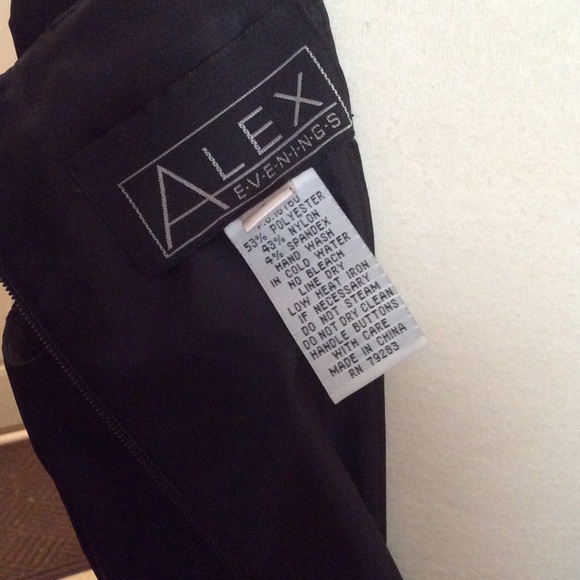 ALEX
E·V·E·N·I·N·G·S
53% POLYESTER
43% NYLON
4% SPANDEX
HAND WASH
IN COLD WATER
NO BLEACH
LINE DRY
LOW HEAT IRON
IF NECESSARY
DO NOT STEAM
DO NOT DRY CLEAN
HANDLE BUTTONS
WITH CARE
MADE IN CHINA
RN 79283